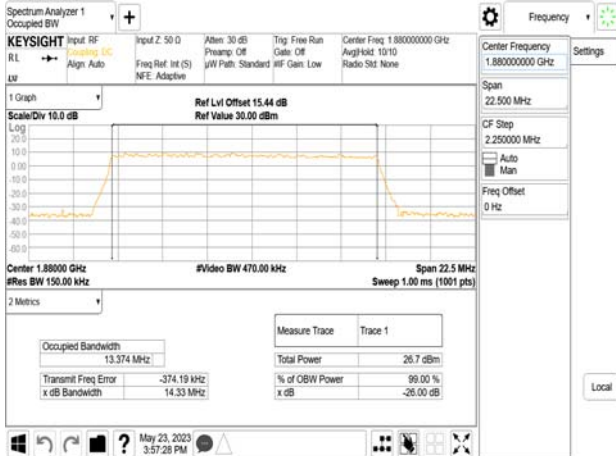 Spectrum Analyzer 1
Occupied BW
Frequency
KEYSIGHT
RL
Input: RF
Coupling: DC
Align: Auto
Input Z: 50 Ω
Freq Ref: Int (S)
NFE: Adaptive
Atten: 30 dB
Preamp: Off
µW Path: Standard
Trig: Free Run
Gate: Off
#IF Gain: Low
Center Freq: 1.880000000 GHz
Avg|Hold: 10/10
Radio Std: None
Center Frequency
1.880000000 GHz
Settings
Span
22.500 MHz
CF Step
2.250000 MHz
Auto
Man
Freq Offset
0 Hz
1 Graph
Scale/Div 10.0 dB
Ref Lvl Offset 15.44 dB
Ref Value 30.00 dBm
Log
20.0
10.0
0.00
-10.0
-20.0
-30.0
-40.0
-50.0
-60.0
Center 1.88000 GHz
#Res BW 150.00 kHz
#Video BW 470.00 kHz
Span 22.5 MHz
Sweep 1.00 ms (1001 pts)
2 Metrics
Measure Trace Trace 1
Occupied Bandwidth
13.374 MHz
Total Power 26.7 dBm
Transmit Freq Error -374.19 kHz
% of OBW Power 99.00 %
x dB Bandwidth 14.33 MHz
x dB -26.00 dB
Local
?
May 23, 2023
3:57:28 PM